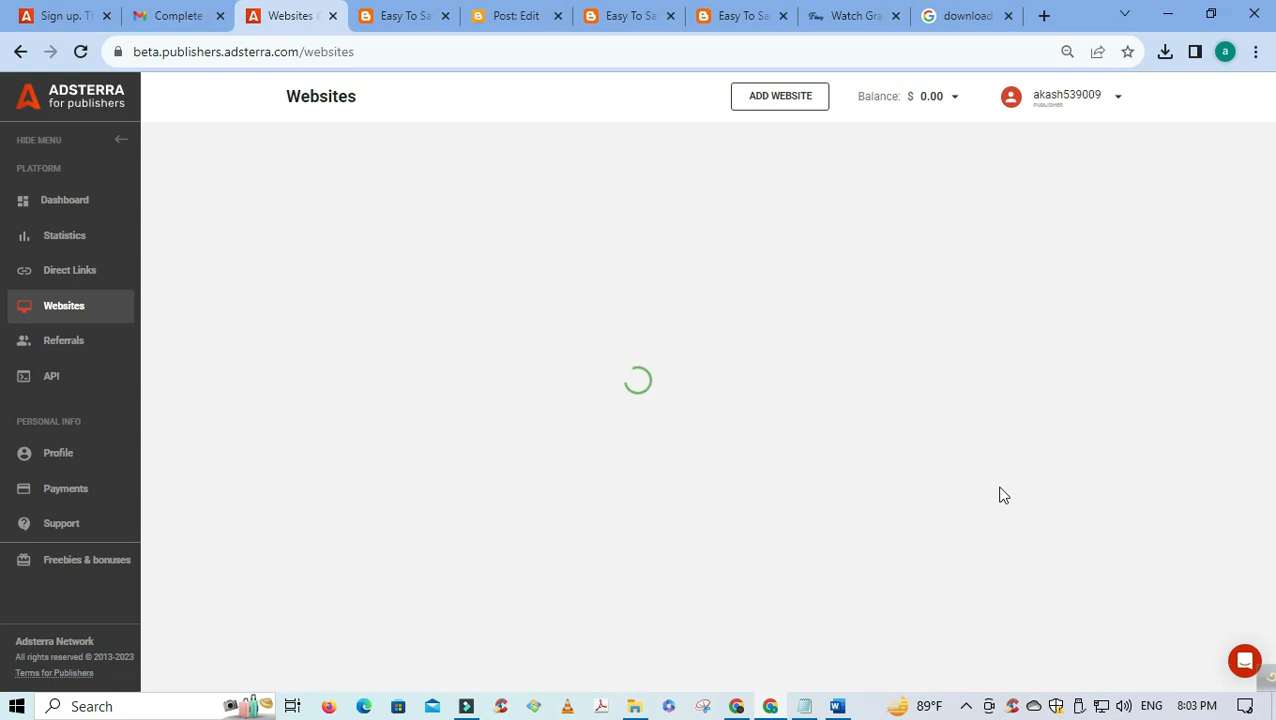 Sign up. T
Complete
Websites
Easy To Sa
Post: Edit
Easy To Sa
Easy To Sa
Watch Gra
download
beta.publishers.adsterra.com/websites
a
ADSTERRA
for publishers
Websites
ADD WEBSITE
Balance: $ 0.00
akash539009
PUBLISHER
HIDE MENU
PLATFORM
Dashboard
Statistics
Direct Links
Websites
Referrals
API
PERSONAL INFO
Profile
Payments
Support
Freebies & bonuses
Adsterra Network
All rights reserved © 2013-2023
Terms for Publishers
Search
89°F
ENG
8:03 PM